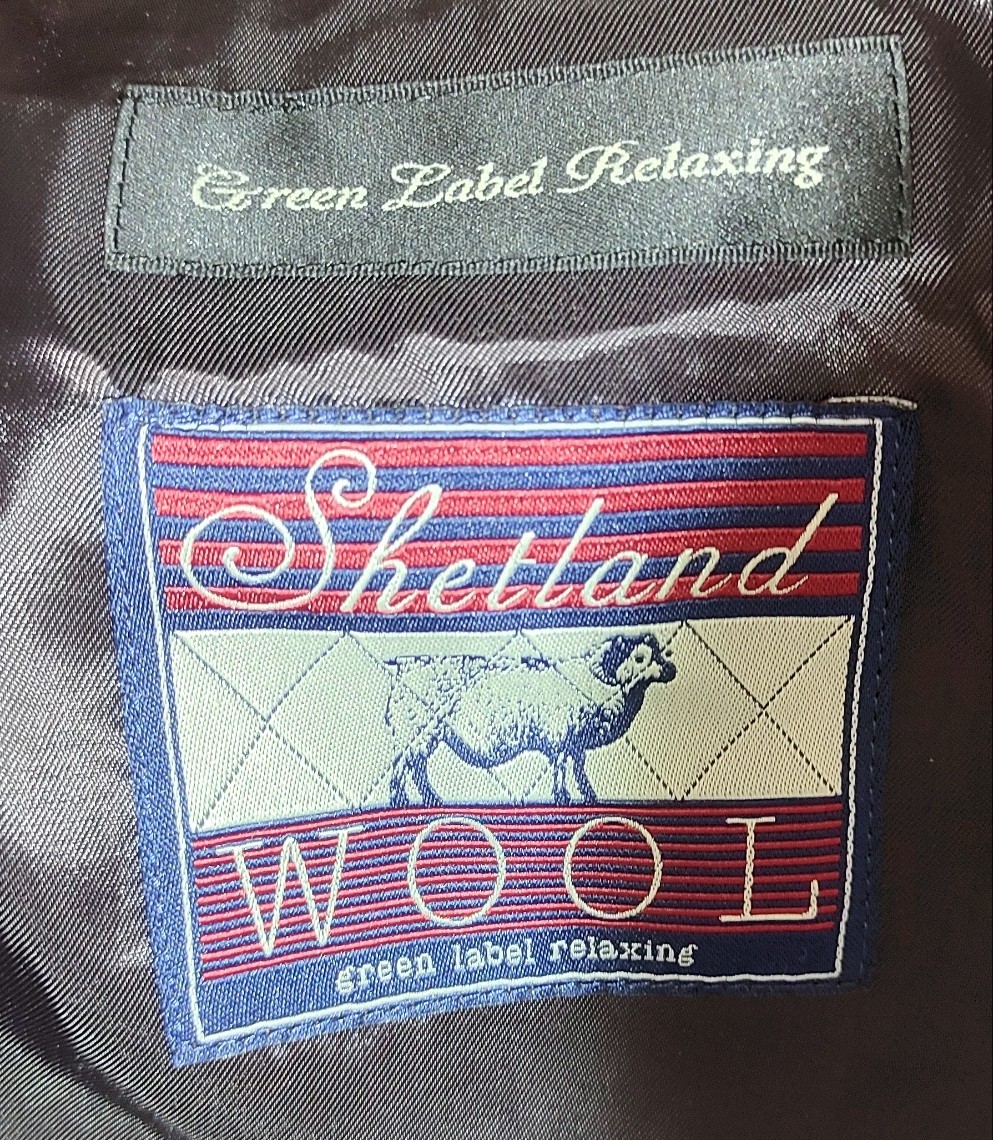 Green Label Relaxing
Shetland
WOOL
green label relaxing